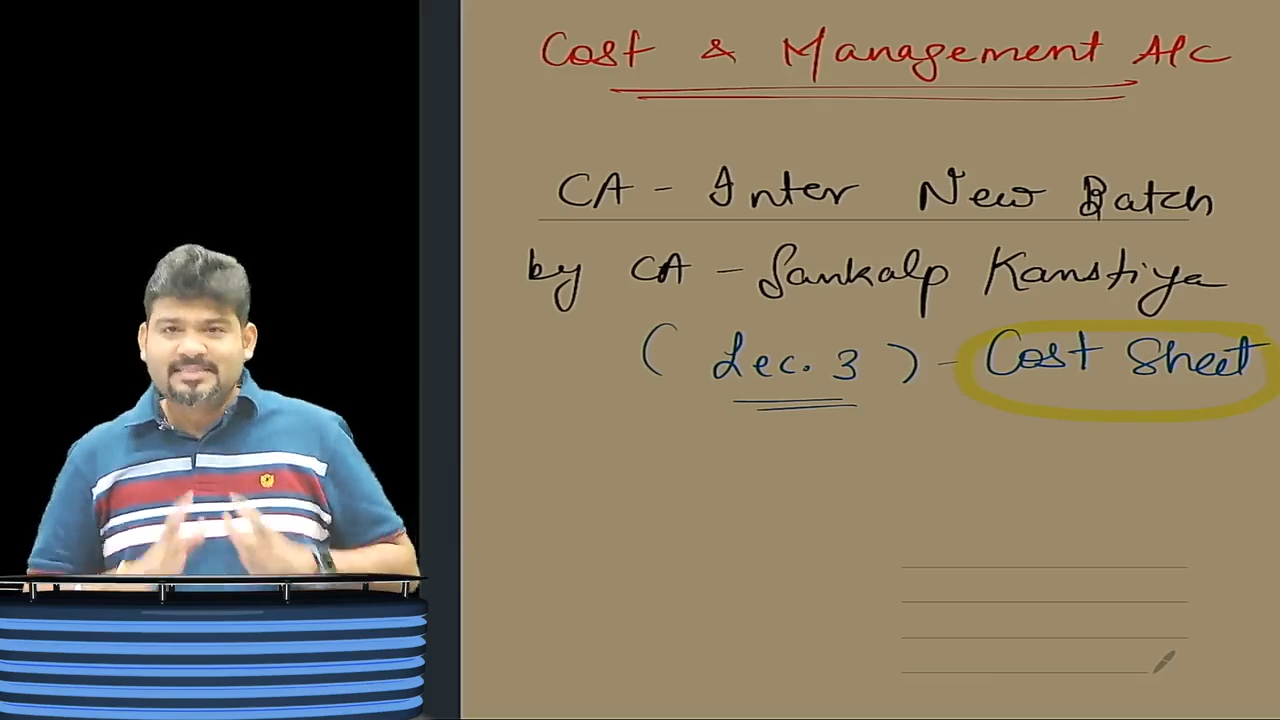 Cost & Management A/c
CA - Inter New Batch
by CA - Sankalp Kanstiya
( Lec. 3 ) - Cost Sheet